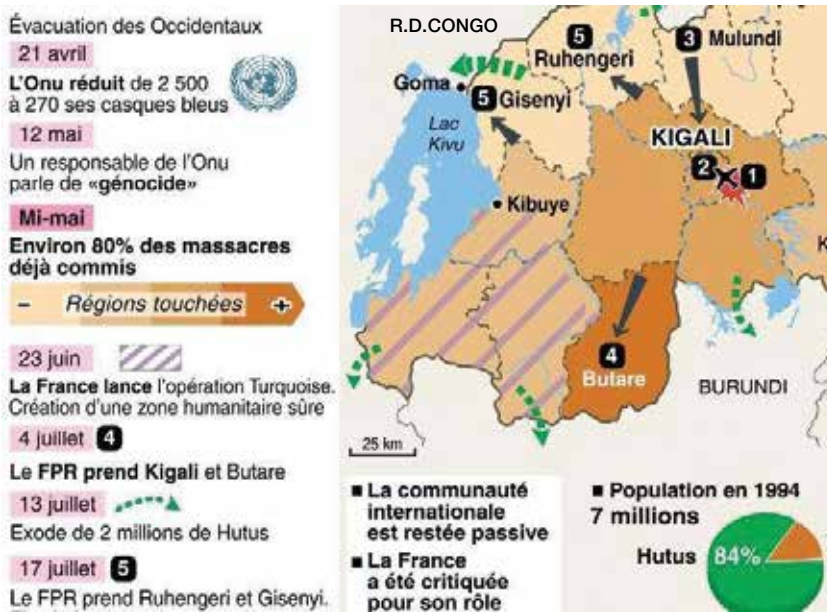 Évacuation des Occidentaux
21 avril
L'Onu réduit de 2 500
à 270 ses casques bleus
12 mai
Un responsable de l'Onu
parle de «génocide»
Mi-mai
Environ 80% des massacres
déjà commis
– Régions touchées +
23 juin
La France lance l'opération Turquoise.
Création d'une zone humanitaire sûre
4 juillet 4
Le FPR prend Kigali et Butare
13 juillet
Exode de 2 millions de Hutus
17 juillet 5
Le FPR prend Ruhengeri et Gisenyi.
R.D.CONGO
5
Ruhengeri
3 Mulundi
Goma
5 Gisenyi
Lac
Kivu
KIGALI
2 1
Kibuye
K
4
Butare
BURUNDI
25 km
■ La communauté
internationale
est restée passive
■ La France
a été critiquée
pour son rôle
■ Population en 1994
7 millions
Hutus 84%